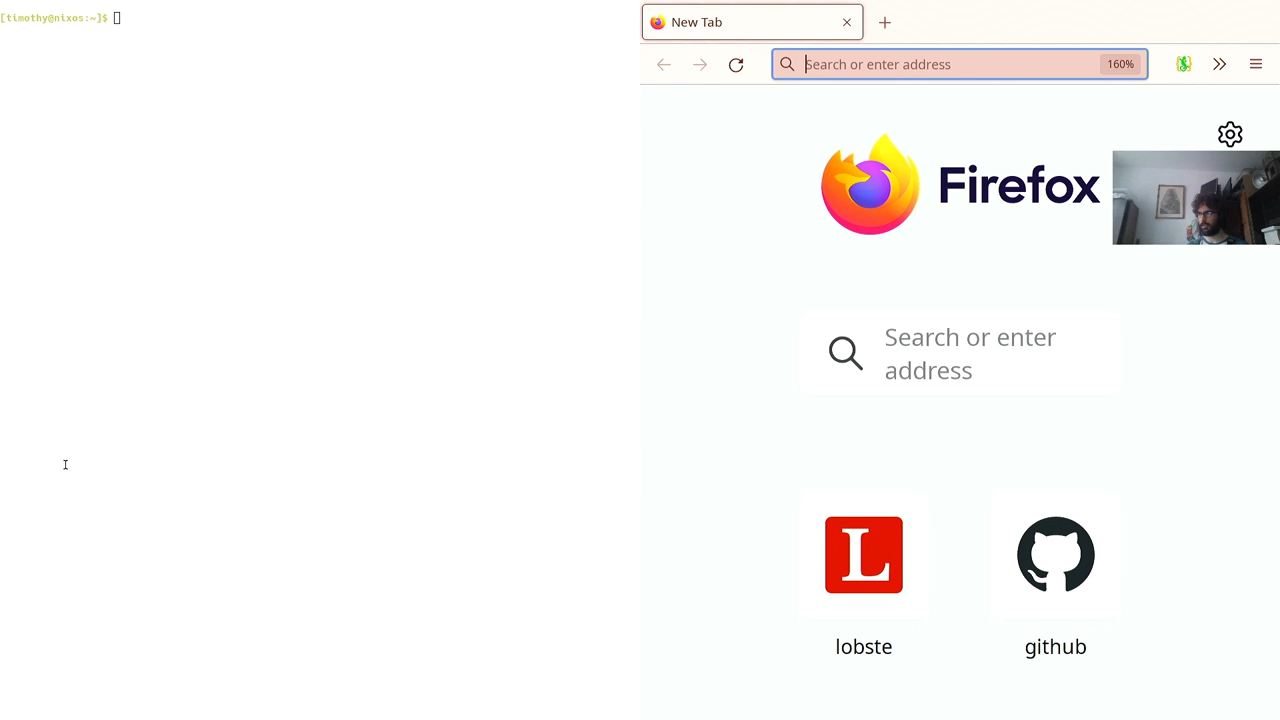 [timothy@nixos:~]$
New Tab
Search or enter address
160%
Firefox
Search or enter
address
L
lobste
github